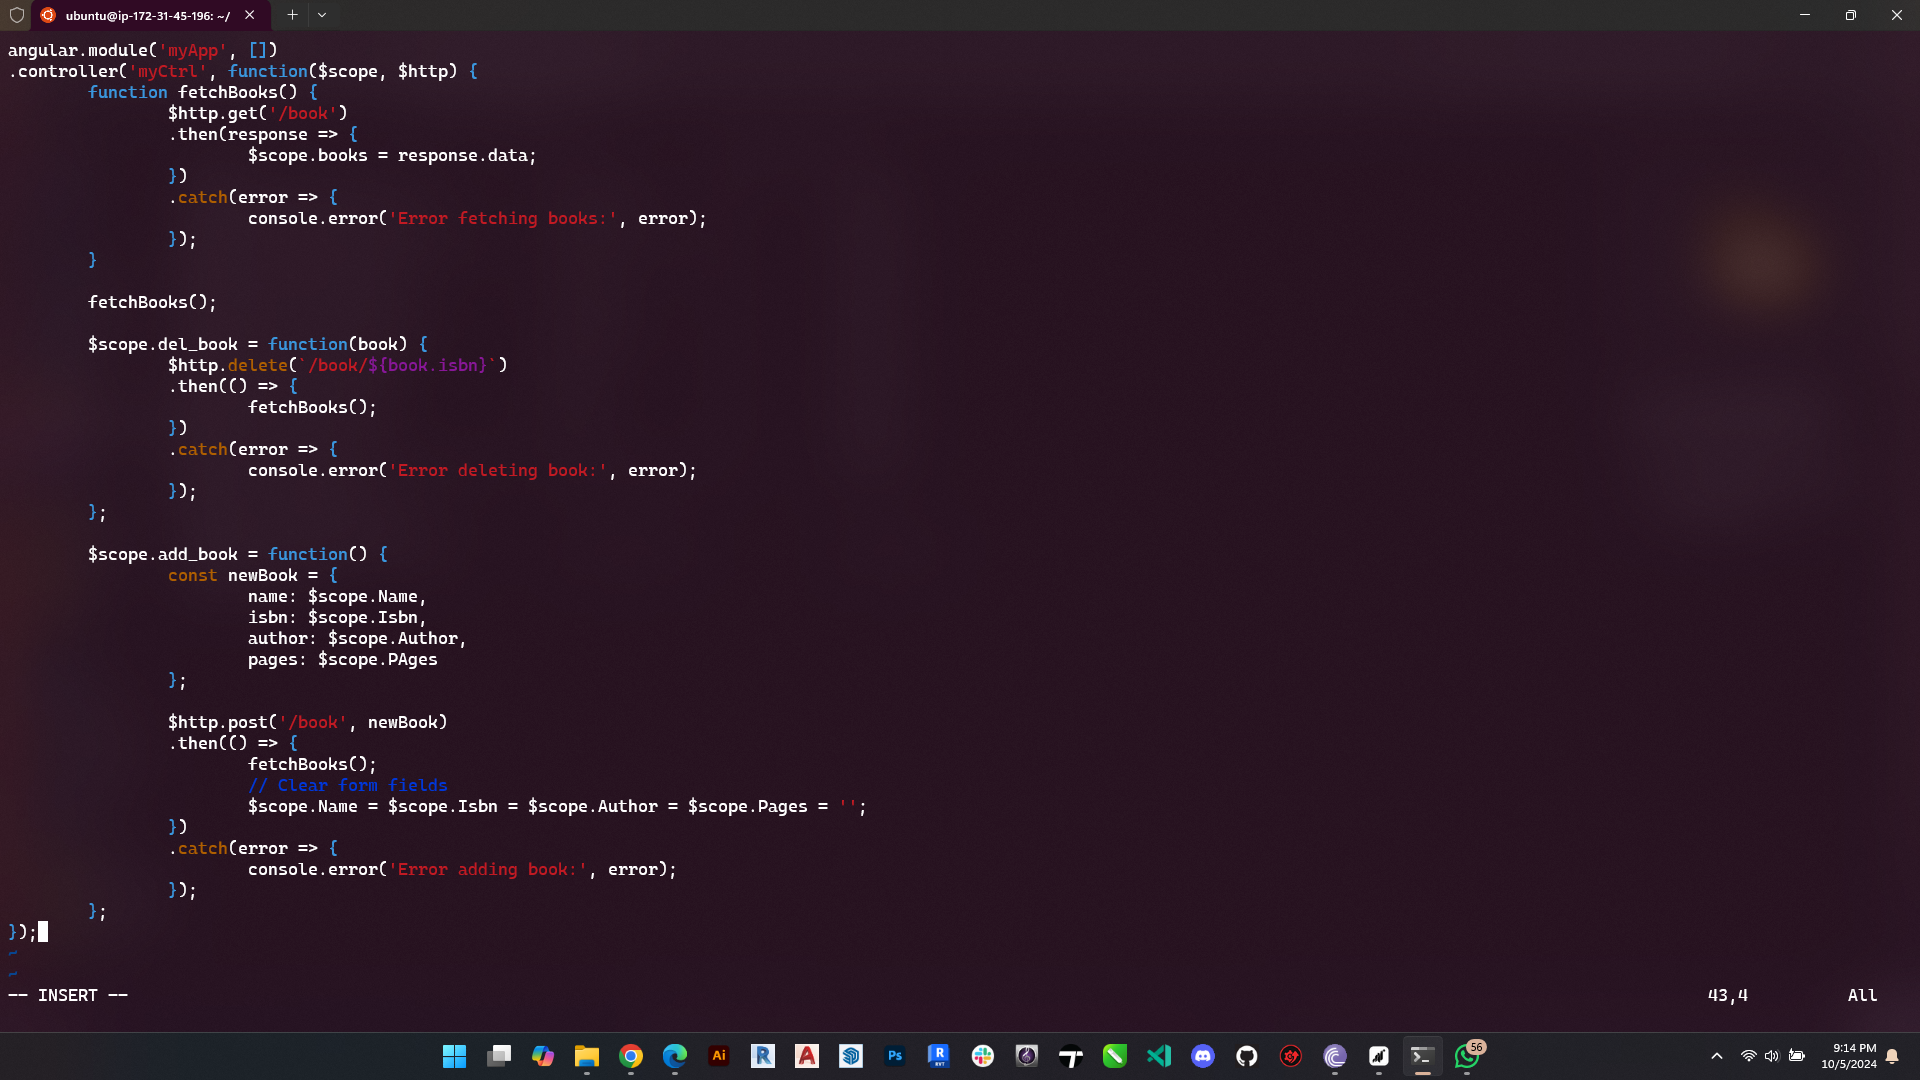 ubuntu@ip-172-31-45-196: ~/
angular.module('myApp', [])
.controller('myCtrl', function($scope, $http) {
        function fetchBooks() {
                $http.get('/book')
                .then(response => {
                        $scope.books = response.data;
                })
                .catch(error => {
                        console.error('Error fetching books:', error);
                });
        }

        fetchBooks();

        $scope.del_book = function(book) {
                $http.delete(`/book/${book.isbn}`)
                .then(() => {
                        fetchBooks();
                })
                .catch(error => {
                        console.error('Error deleting book:', error);
                });
        };

        $scope.add_book = function() {
                const newBook = {
                        name: $scope.Name,
                        isbn: $scope.Isbn,
                        author: $scope.Author,
                        pages: $scope.PAges
                };

                $http.post('/book', newBook)
                .then(() => {
                        fetchBooks();
                        // Clear form fields
                        $scope.Name = $scope.Isbn = $scope.Author = $scope.Pages = '';
                })
                .catch(error => {
                        console.error('Error adding book:', error);
                });
        };
});
~
~
-- INSERT -- 43,4 All
Ai R A Ps R RVT 56
9:14 PM
10/5/2024